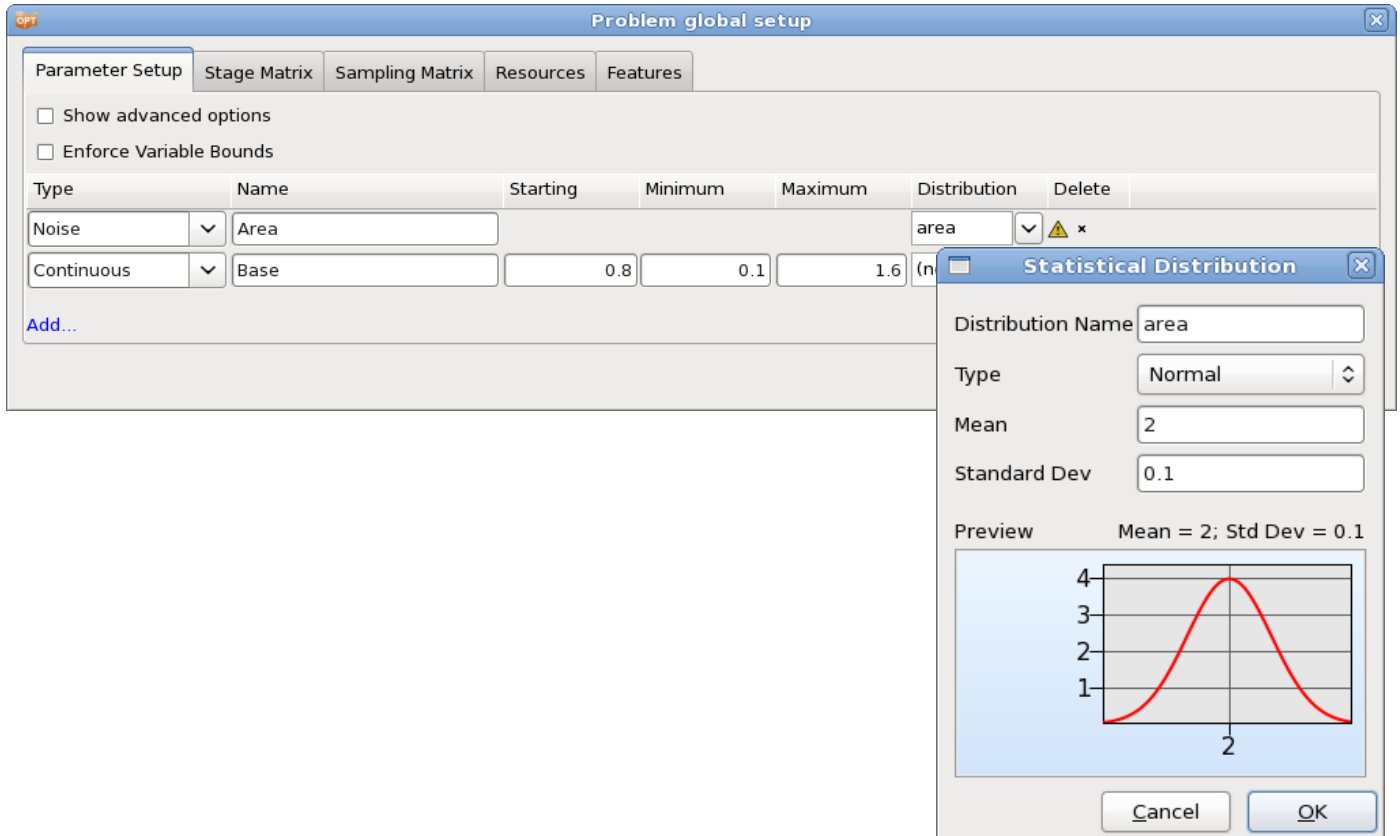 OPT Problem global setup
Parameter Setup Stage Matrix Sampling Matrix Resources Features
Show advanced options
Enforce Variable Bounds
Type Name Starting Minimum Maximum Distribution Delete
Noise Area area
Continuous Base 0.8 0.1 1.6
Add...
Statistical Distribution
Distribution Name area
Type Normal
Mean 2
Standard Dev 0.1
Preview Mean = 2; Std Dev = 0.1
4
3
2
1
2
Cancel OK